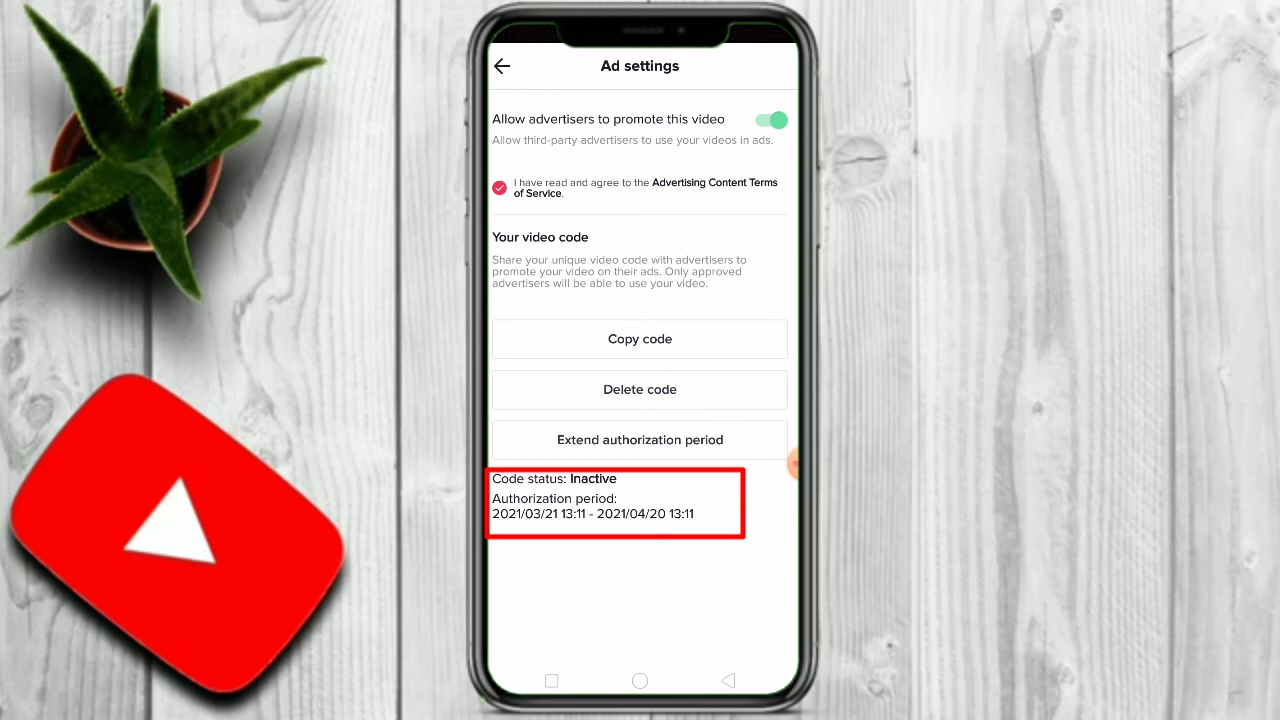 Ad settings
Allow advertisers to promote this video
Allow third-party advertisers to use your videos in ads.
I have read and agree to the Advertising Content Terms
of Service.
Your video code
Share your unique video code with advertisers to
promote your video on their ads. Only approved
advertisers will be able to use your video.
Copy code
Delete code
Extend authorization period
Code status: Inactive
Authorization period:
2021/03/21 13:11 - 2021/04/20 13:11